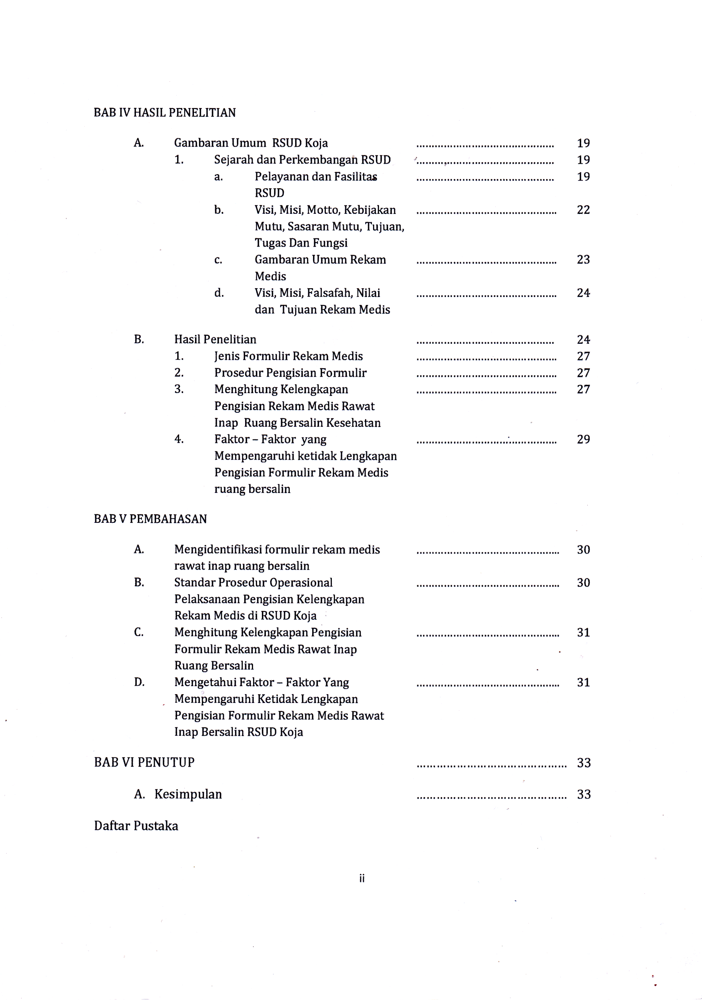 BAB IV HASIL PENELITIAN
A. Gambaran Umum RSUD Koja ............................................. 19
1. Sejarah dan Perkembangan RSUD ............................................. 19
a. Pelayanan dan Fasilitas ............................................. 19
RSUD
b. Visi, Misi, Motto, Kebijakan ............................................. 22
Mutu, Sasaran Mutu, Tujuan,
Tugas Dan Fungsi
c. Gambaran Umum Rekam ............................................. 23
Medis
d. Visi, Misi, Falsafah, Nilai ............................................. 24
dan Tujuan Rekam Medis
B. Hasil Penelitian ............................................. 24
1. Jenis Formulir Rekam Medis ............................................. 27
2. Prosedur Pengisian Formulir ............................................. 27
3. Menghitung Kelengkapan ............................................. 27
Pengisian Rekam Medis Rawat
Inap Ruang Bersalin Kesehatan
4. Faktor – Faktor yang ............................................. 29
Mempengaruhi ketidak Lengkapan
Pengisian Formulir Rekam Medis
ruang bersalin
BAB V PEMBAHASAN
A. Mengidentifikasi formulir rekam medis ............................................. 30
rawat inap ruang bersalin
B. Standar Prosedur Operasional ............................................. 30
Pelaksanaan Pengisian Kelengkapan
Rekam Medis di RSUD Koja
C. Menghitung Kelengkapan Pengisian ............................................. 31
Formulir Rekam Medis Rawat Inap
Ruang Bersalin
D. Mengetahui Faktor – Faktor Yang ............................................. 31
Mempengaruhi Ketidak Lengkapan
Pengisian Formulir Rekam Medis Rawat
Inap Bersalin RSUD Koja
BAB VI PENUTUP ............................................. 33
A. Kesimpulan ............................................. 33
Daftar Pustaka
ii